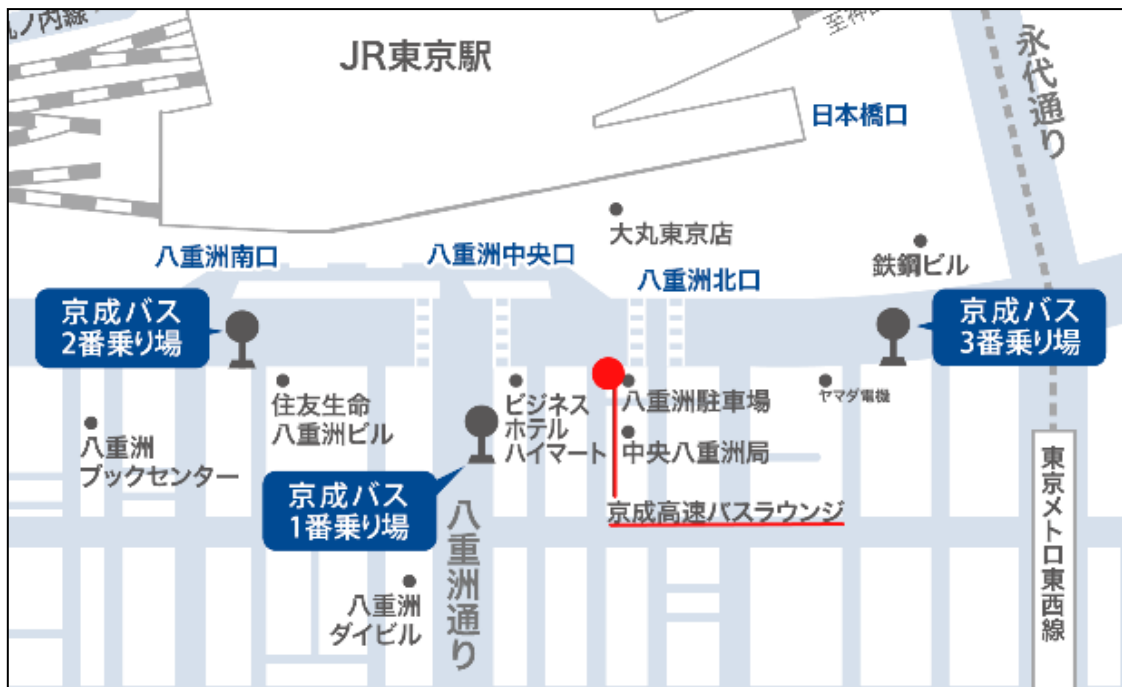 丸ノ内線
JR東京駅
永代通り
日本橋口
大丸東京店
八重洲南口
八重洲中央口
八重洲北口
鉄鋼ビル
京成バス
2番乗り場
京成バス
3番乗り場
住友生命
八重洲ビル
ビジネス
ホテル
ハイマート
八重洲駐車場
ヤマダ電機
八重洲
ブックセンター
中央八重洲局
京成バス
1番乗り場
京成高速バスラウンジ
八重洲通り
東京メトロ東西線
八重洲
ダイビル